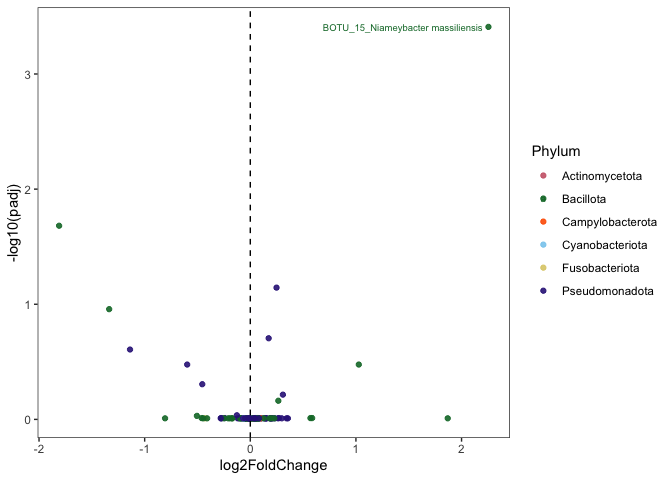 BOTU_15_Niameybacter massiliensis
3
2
1
0
-log10(padj)
-2
-1
0
1
2
log2FoldChange
Phylum
Actinomycetota
Bacillota
Campylobacterota
Cyanobacteriota
Fusobacteriota
Pseudomonadota